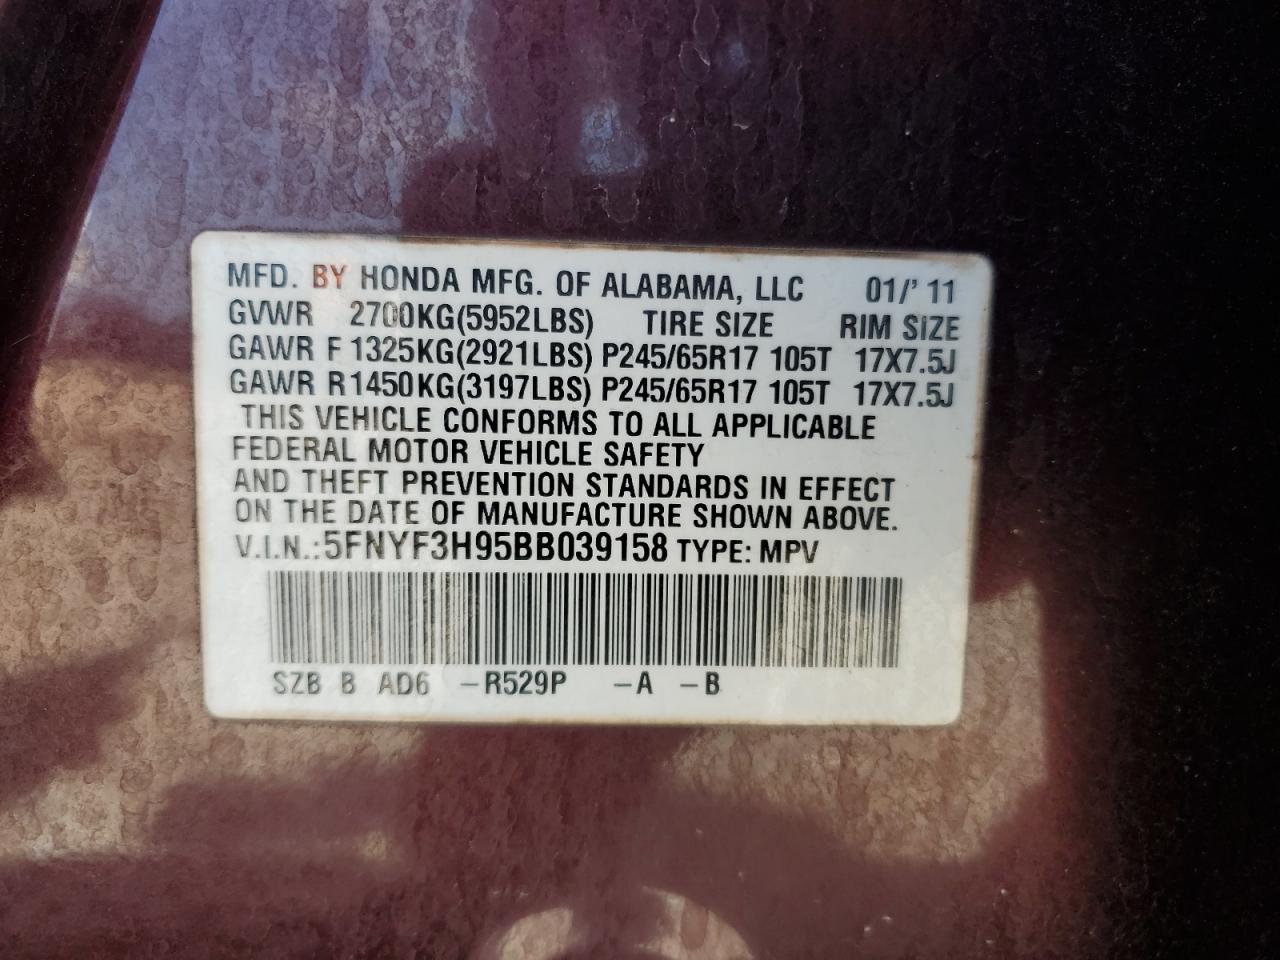 MFD. BY HONDA MFG. OF ALABAMA, LLC 01/' 11
GVWR 2700KG(5952LBS) TIRE SIZE RIM SIZE
GAWR F 1325KG(2921LBS) P245/65R17 105T 17X7.5J
GAWR R1450KG(3197LBS) P245/65R17 105T 17X7.5J
THIS VEHICLE CONFORMS TO ALL APPLICABLE
FEDERAL MOTOR VEHICLE SAFETY
AND THEFT PREVENTION STANDARDS IN EFFECT
ON THE DATE OF MANUFACTURE SHOWN ABOVE.
V.I.N.:5FNYF3H95BB039158 TYPE: MPV
SZB B AD6 -R529P -A -B